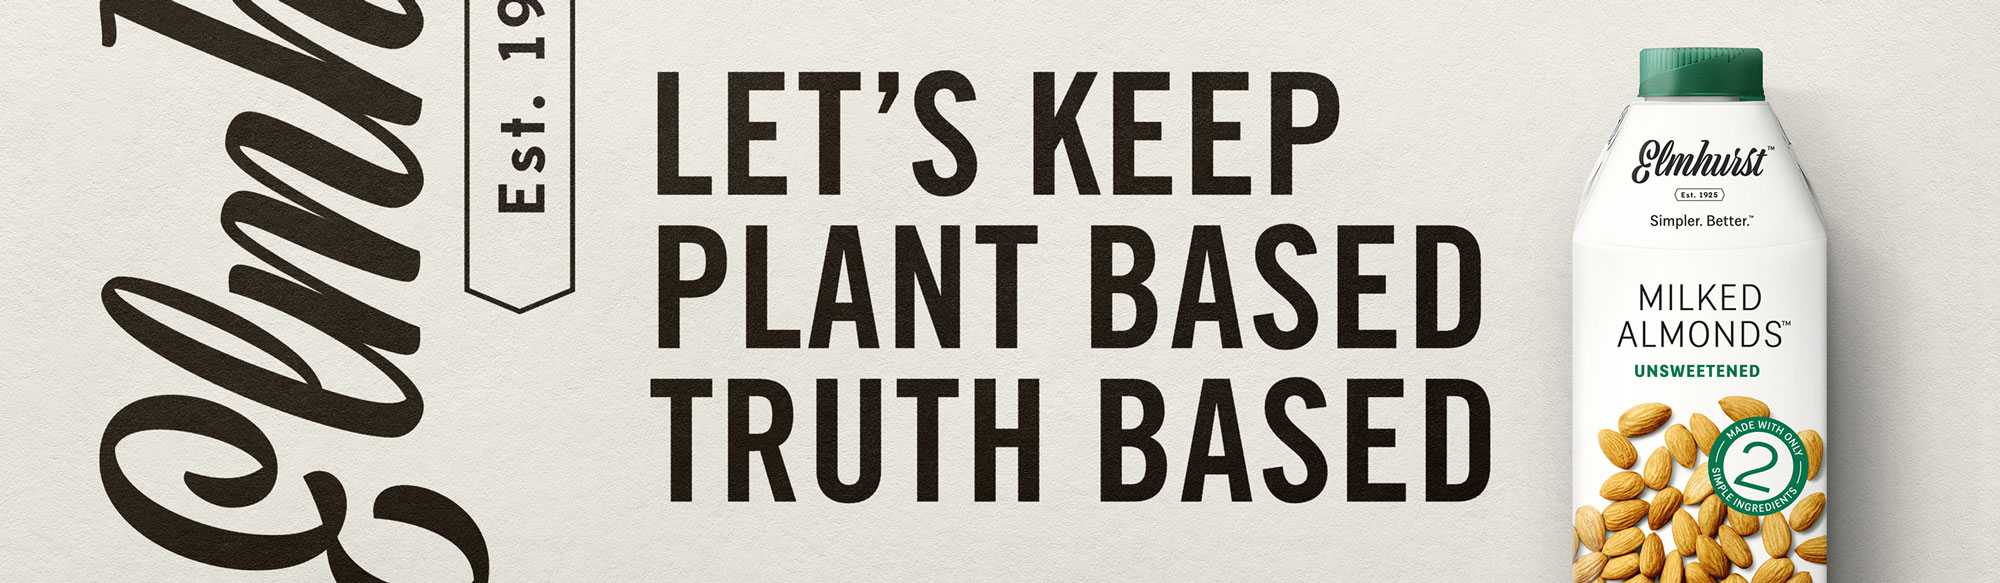 Elmh
Est. 19
LET’S KEEP
PLANT BASED
TRUTH BASED
Elmhurst™
Est. 1925
Simpler. Better.™
MILKED
ALMONDS™
UNSWEETENED
MADE WITH ONLY
2
SIMPLE INGREDIENTS